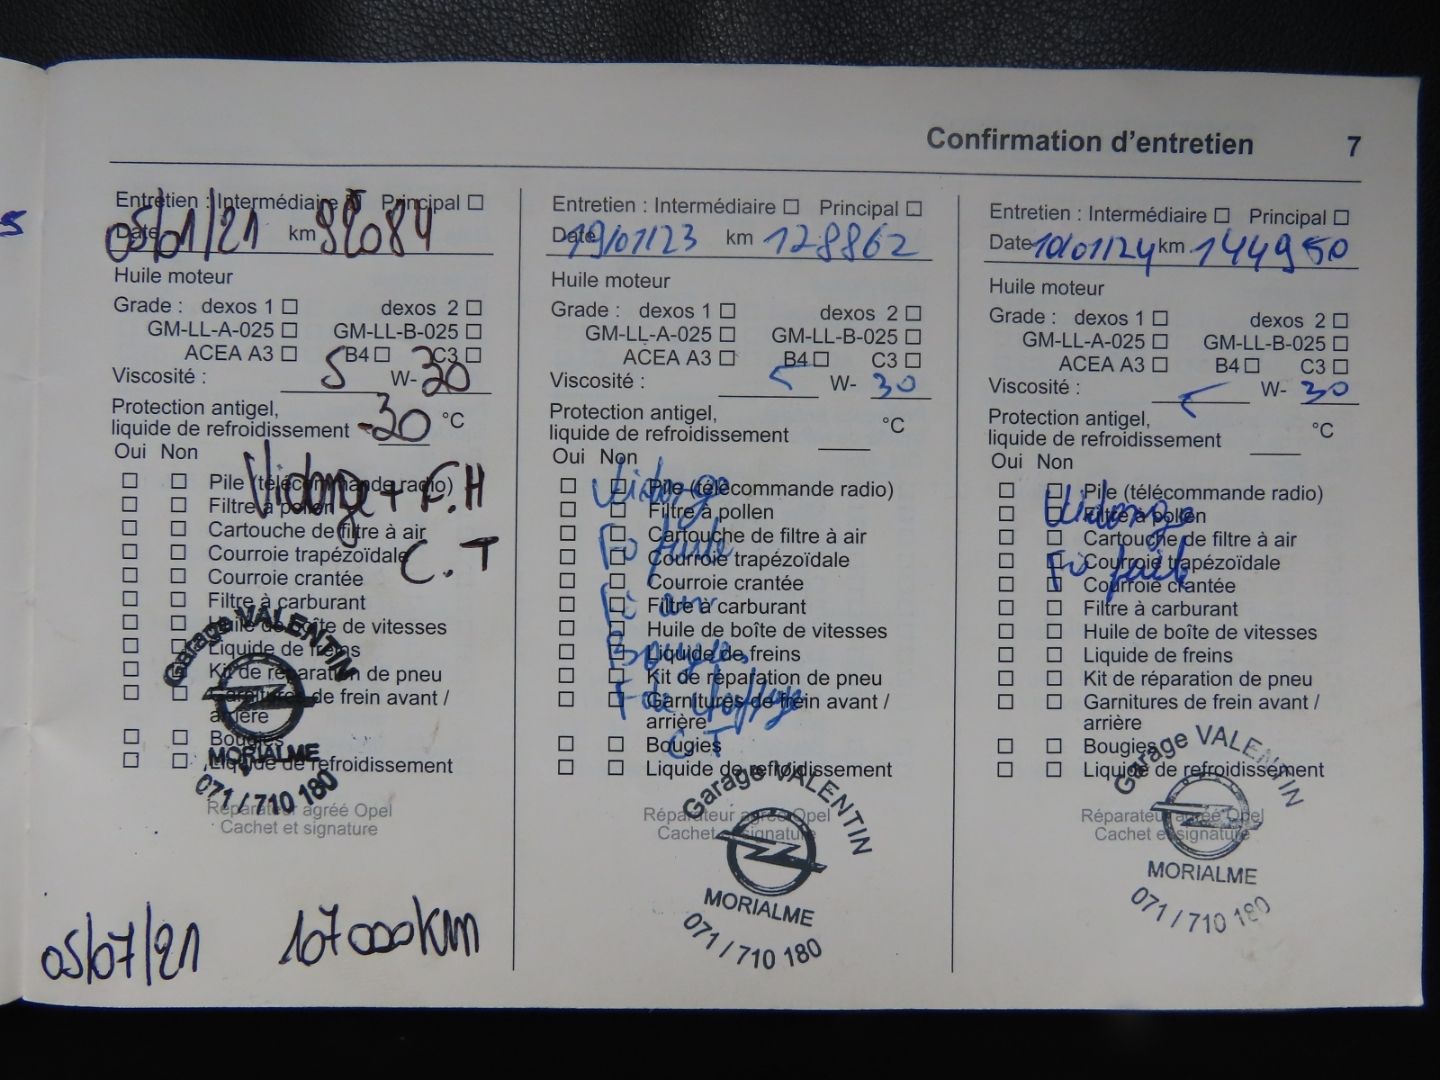 Confirmation d'entretien 7
5
Entretien : Intermédiaire ☐ Principal ☐
Date 05/01/21 km 92084
Huile moteur
Grade : dexos 1 ☐ dexos 2 ☐
GM-LL-A-025 ☐ GM-LL-B-025 ☐
ACEA A3 ☐ B4 ☐ C3 ☐
Viscosité : 5 W- 30
Protection antigel,
liquide de refroidissement -30 °C
Oui Non
Vidange + F.H
☐ ☐ Pile (télécommande radio)
☐ ☐ Filtre à pollen
☐ ☐ Cartouche de filtre à air
☐ ☐ Courroie trapézoïdale
C.T
☐ ☐ Courroie crantée
☐ ☐ Filtre à carburant
☐ ☐ Huile de boîte de vitesses
☐ ☐ Liquide de freins
☐ ☐ Kit de réparation de pneu
☐ ☐ Garnitures de frein avant /
arrière
☐ ☐ Bougies
☐ ☐ Liquide de refroidissement
Garage VALENTIN
MORIALME
071 / 710 180
Réparateur agréé Opel
Cachet et signature
05/07/21 107000km
Entretien : Intermédiaire ☐ Principal ☐
Date 19/01/23 km 128862
Huile moteur
Grade : dexos 1 ☐ dexos 2 ☐
GM-LL-A-025 ☐ GM-LL-B-025 ☐
ACEA A3 ☐ B4 ☐ C3 ☐
Viscosité : 5 W- 30
Protection antigel,
liquide de refroidissement °C
Oui Non
Vidange
☐ ☐ Pile (télécommande radio)
☐ ☐ Filtre à pollen
☐ ☐ Cartouche de filtre à air
☐ ☐ Courroie trapézoïdale
☐ ☐ Courroie crantée
☐ ☐ Filtre à carburant
☐ ☐ Huile de boîte de vitesses
Bougies
☐ ☐ Liquide de freins
☐ ☐ Kit de réparation de pneu
☐ ☐ Garnitures de frein avant /
arrière
C T
☐ ☐ Bougies
☐ ☐ Liquide de refroidissement
Réparateur agréé Opel
Cachet et signature
Garage VALENTIN
MORIALME
071 / 710 180
Entretien : Intermédiaire ☐ Principal ☐
Date 10/01/24 km 144950
Huile moteur
Grade : dexos 1 ☐ dexos 2 ☐
GM-LL-A-025 ☐ GM-LL-B-025 ☐
ACEA A3 ☐ B4 ☐ C3 ☐
Viscosité : 5 W- 30
Protection antigel,
liquide de refroidissement °C
Oui Non
Vidange
☐ ☐ Pile (télécommande radio)
☐ ☐ Filtre à pollen
☐ ☐ Cartouche de filtre à air
☐ ☐ Courroie trapézoïdale
☐ ☐ Courroie crantée
☐ ☐ Filtre à carburant
☐ ☐ Huile de boîte de vitesses
☐ ☐ Liquide de freins
☐ ☐ Kit de réparation de pneu
☐ ☐ Garnitures de frein avant /
arrière
☐ ☐ Bougies
☐ ☐ Liquide de refroidissement
Garage VALENTIN
Réparateur agréé Opel
Cachet et signature
MORIALME
071 / 710 180